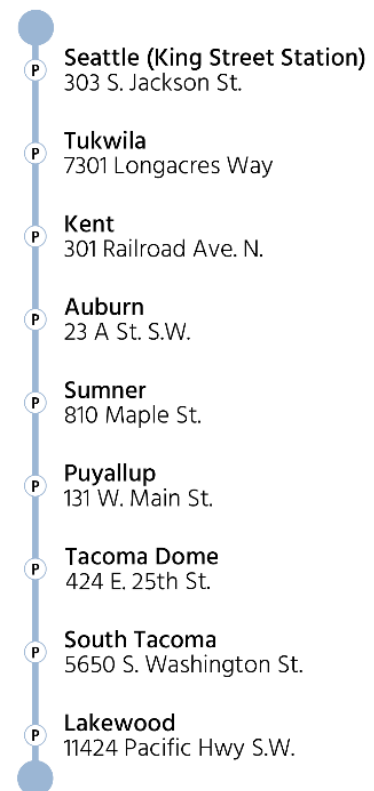 P
Seattle (King Street Station)
303 S. Jackson St.
P
Tukwila
7301 Longacres Way
P
Kent
301 Railroad Ave. N.
P
Auburn
23 A St. S.W.
P
Sumner
810 Maple St.
P
Puyallup
131 W. Main St.
P
Tacoma Dome
424 E. 25th St.
P
South Tacoma
5650 S. Washington St.
P
Lakewood
11424 Pacific Hwy S.W.